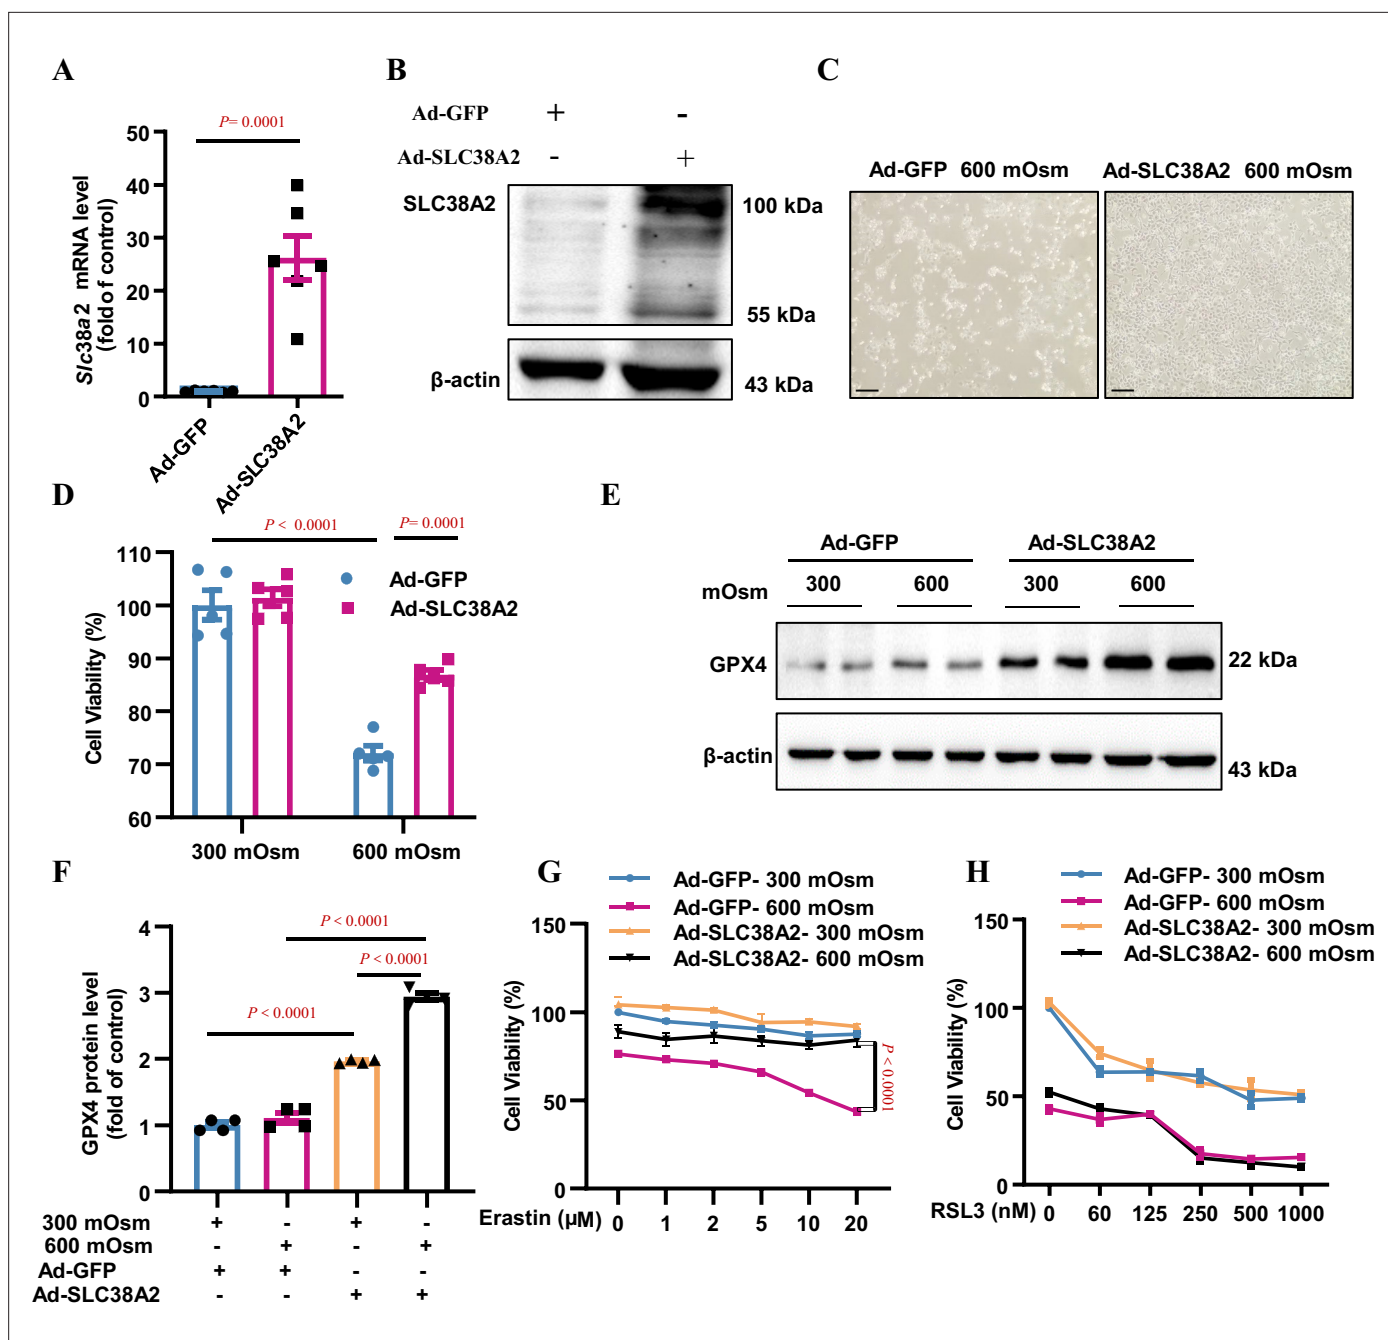 A
P= 0.0001
50
40
30
20
10
0
Slc38a2 mRNA level
(fold of control)
Ad-GFP
Ad-SLC38A2
B
Ad-GFP + -
Ad-SLC38A2 - +
SLC38A2
100 kDa
55 kDa
β-actin
43 kDa
C
Ad-GFP 600 mOsm
Ad-SLC38A2 600 mOsm
D
P < 0.0001
P= 0.0001
110
100
90
80
70
60
Cell Viability (%)
Ad-GFP
Ad-SLC38A2
300 mOsm
600 mOsm
E
Ad-GFP
Ad-SLC38A2
mOsm 300 600 300 600
GPX4
22 kDa
β-actin
43 kDa
F
P < 0.0001
P < 0.0001
P < 0.0001
4
3
2
1
0
GPX4 protein level
(fold of control)
300 mOsm + - + -
600 mOsm - + - +
Ad-GFP + + - -
Ad-SLC38A2 - - + +
G
Ad-GFP- 300 mOsm
Ad-GFP- 600 mOsm
Ad-SLC38A2- 300 mOsm
Ad-SLC38A2- 600 mOsm
150
100
50
0
Cell Viability (%)
P < 0.0001
Erastin (μM) 0 1 2 5 10 20
H
Ad-GFP- 300 mOsm
Ad-GFP- 600 mOsm
Ad-SLC38A2- 300 mOsm
Ad-SLC38A2- 600 mOsm
150
100
50
0
Cell Viability (%)
RSL3 (nM) 0 60 125 250 500 1000